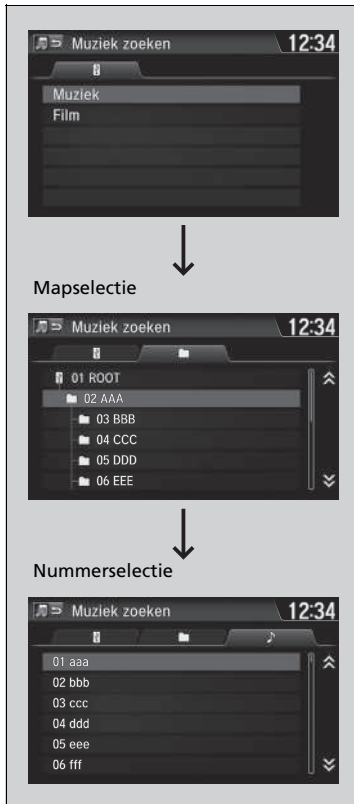 Muziek zoeken 12:34
Muziek
Film
Mapselectie
Muziek zoeken 12:34
01 ROOT
02 AAA
03 BBB
04 CCC
05 DDD
06 EEE
Nummerselectie
Muziek zoeken 12:34
01 aaa
02 bbb
03 ccc
04 ddd
05 eee
06 fff